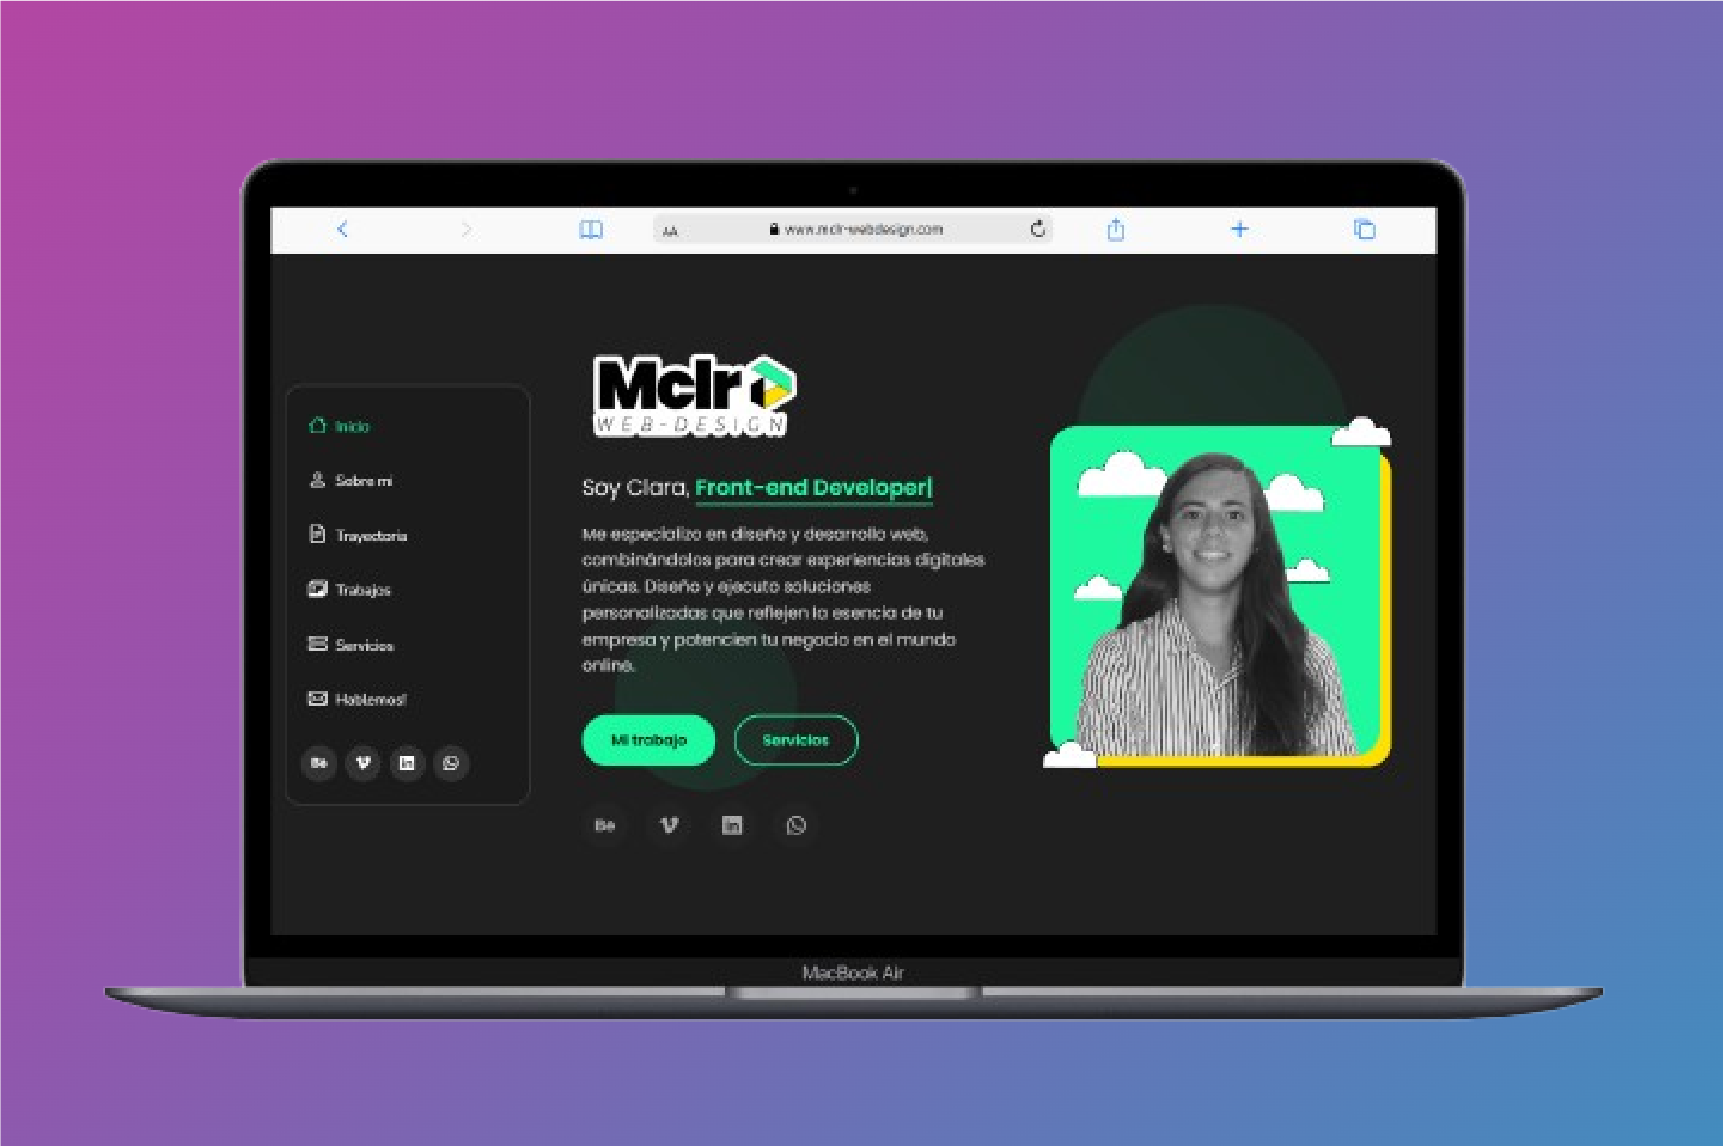 AA
www.mclr-webdesign.com
Mclr
WEB-DESIGN
Inicio
Sobre mi
Trayectoria
Trabajos
Servicios
Hablemos!
Be
in
Soy Clara, Front-end Developer|
Me especializo en diseño y desarrollo web,
combinándolos para crear experiencias digitales
únicas. Diseño y ejecuto soluciones
personalizadas que reflejen la esencia de tu
empresa y potencien tu negocio en el mundo
online.
Mi trabajo
Servicios
Be
in
MacBook Air